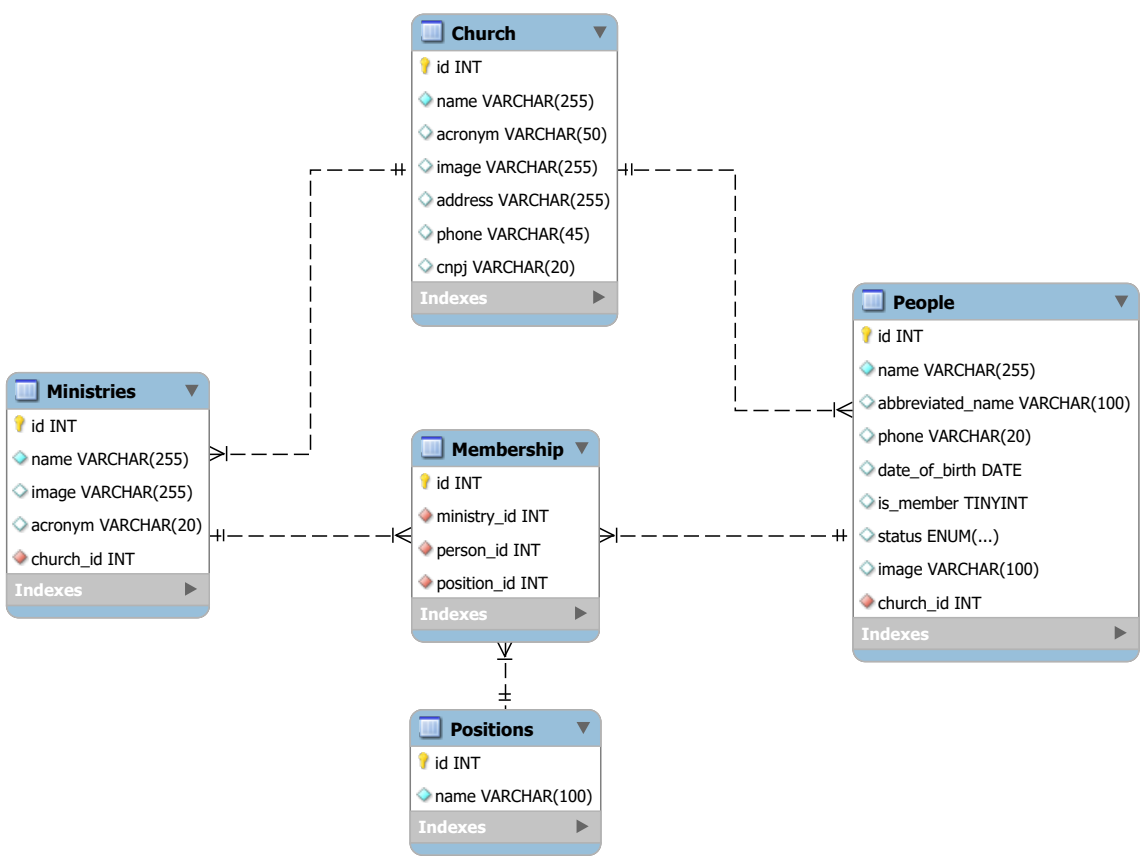 Church
id INT
name VARCHAR(255)
acronym VARCHAR(50)
image VARCHAR(255)
address VARCHAR(255)
phone VARCHAR(45)
cnpj VARCHAR(20)
Indexes
People
id INT
name VARCHAR(255)
abbreviated_name VARCHAR(100)
phone VARCHAR(20)
date_of_birth DATE
is_member TINYINT
status ENUM(...)
image VARCHAR(100)
church_id INT
Indexes
Ministries
id INT
name VARCHAR(255)
image VARCHAR(255)
acronym VARCHAR(20)
church_id INT
Indexes
Membership
id INT
ministry_id INT
person_id INT
position_id INT
Indexes
Positions
id INT
name VARCHAR(100)
Indexes